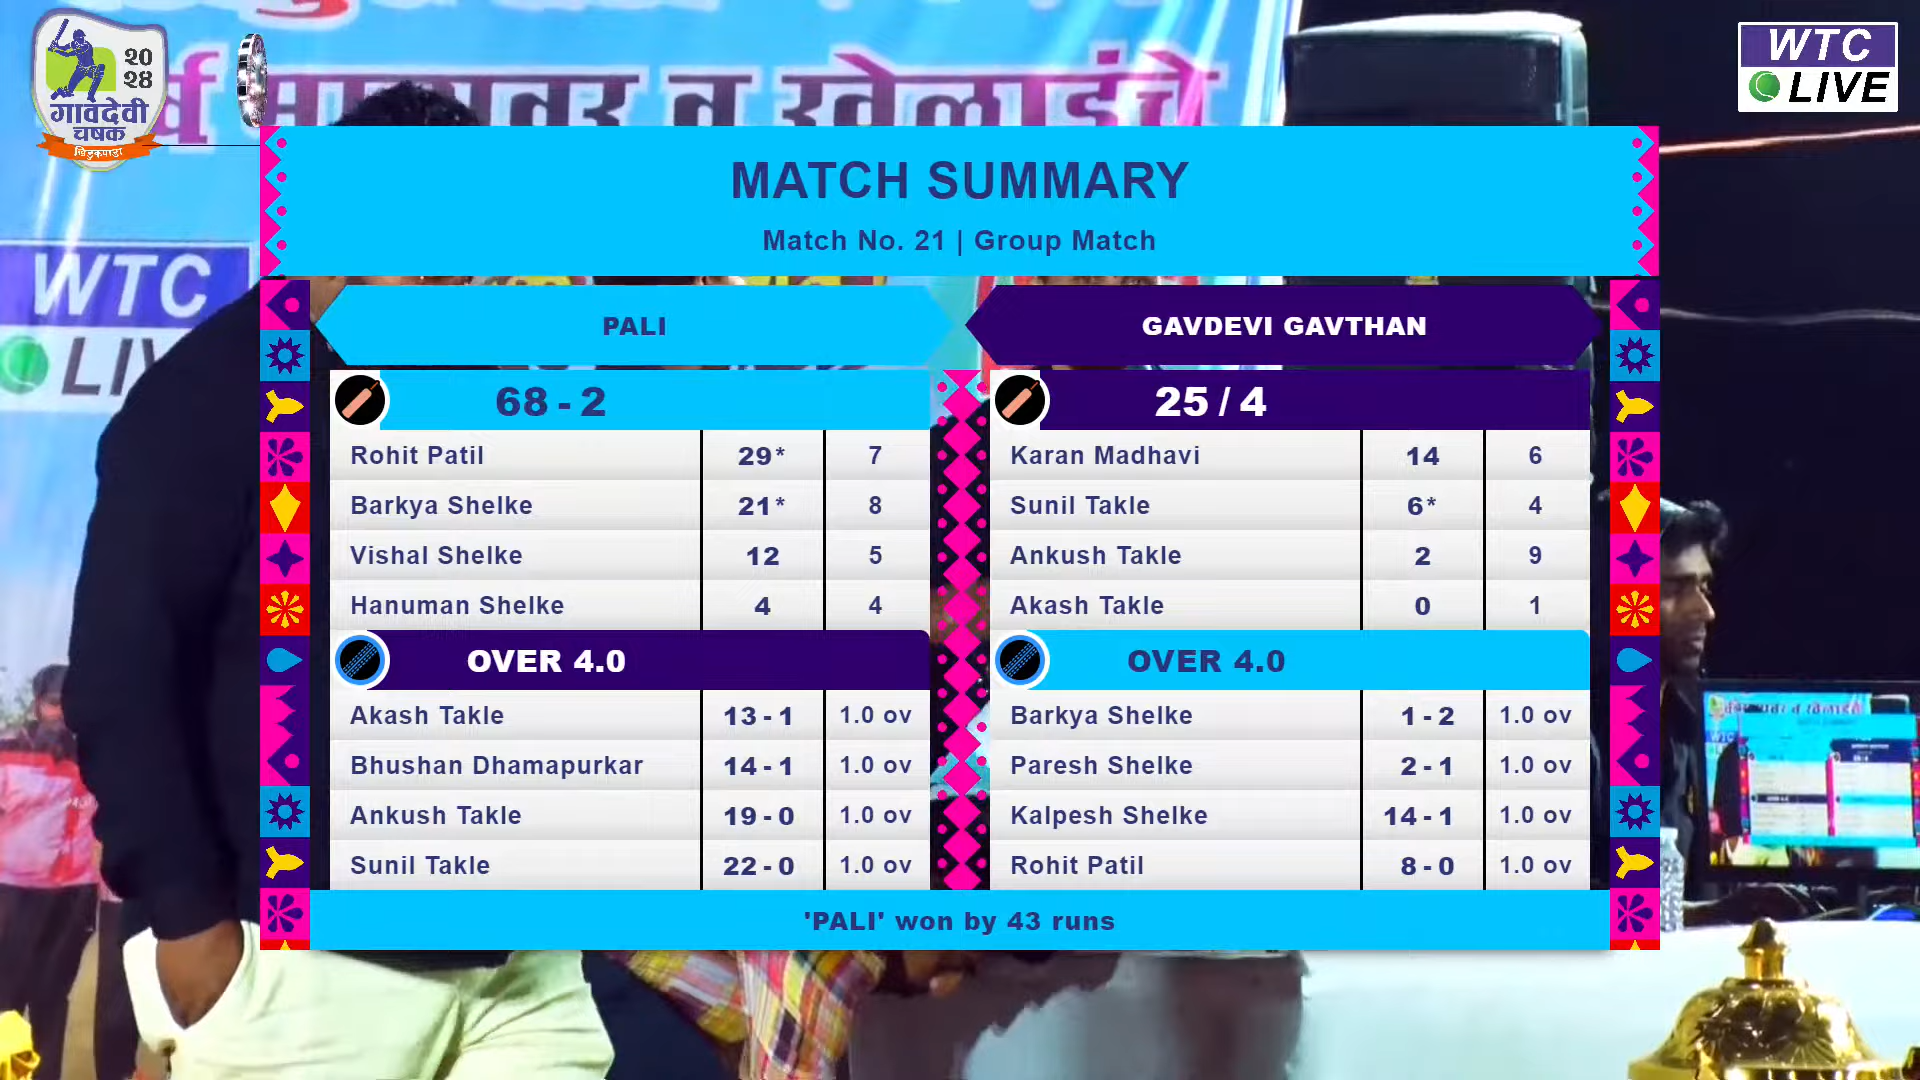 २०
२४
गावदेवी
चषक
खिडुकपाडा
व खेळाडूंचे
WTC
LIVE
WTC
MATCH SUMMARY
Match No. 21 | Group Match
PALI
GAVDEVI GAVTHAN
68 - 2
25 / 4
Rohit Patil 29* 7
Karan Madhavi 14 6
Barkya Shelke 21* 8
Sunil Takle 6* 4
Vishal Shelke 12 5
Ankush Takle 2 9
Hanuman Shelke 4 4
Akash Takle 0 1
OVER 4.0
OVER 4.0
Akash Takle 13 - 1 1.0 ov
Barkya Shelke 1 - 2 1.0 ov
Bhushan Dhamapurkar 14 - 1 1.0 ov
Paresh Shelke 2 - 1 1.0 ov
Ankush Takle 19 - 0 1.0 ov
Kalpesh Shelke 14 - 1 1.0 ov
Sunil Takle 22 - 0 1.0 ov
Rohit Patil 8 - 0 1.0 ov
'PALI' won by 43 runs